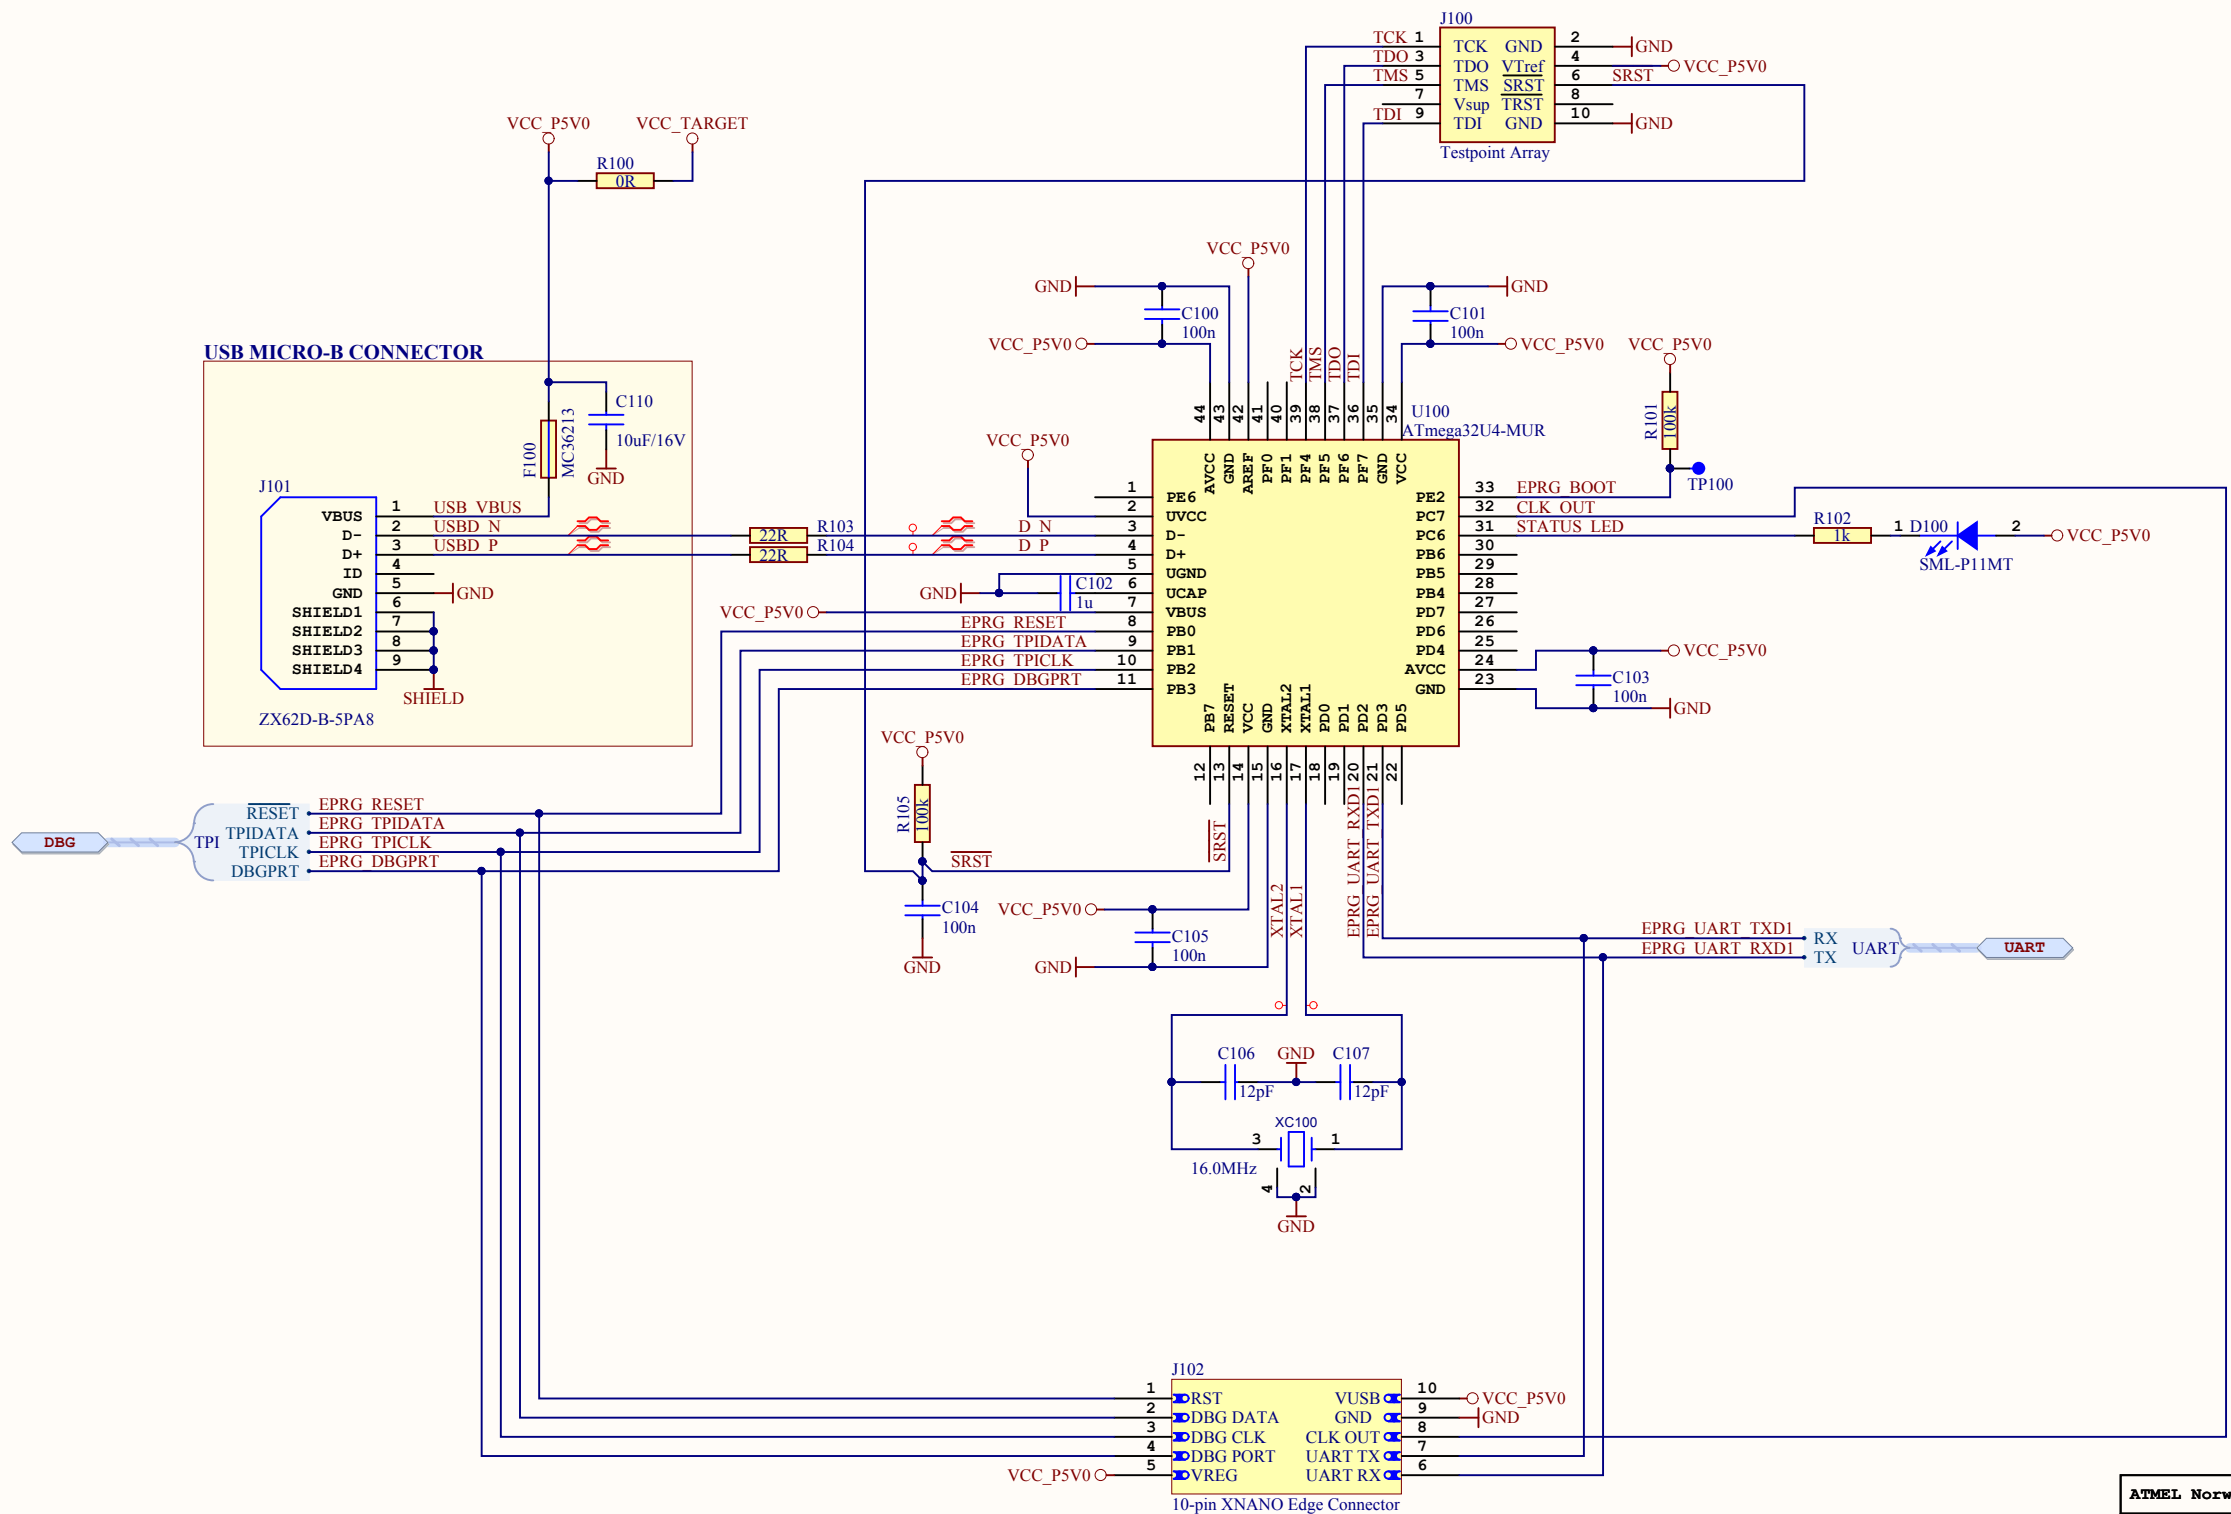 J100
TCK 1 TCK GND 2 GND
TDO 3 TDO VTref 4 VCC_P5V0
TMS 5 TMS SRST 6 SRST
7 Vsup TRST 8
TDI 9 TDI GND 10 GND
Testpoint Array
VCC_P5V0 VCC_TARGET
R100
0R
VCC_P5V0
GND C100 100n
VCC_P5V0
GND C101 100n
VCC_P5V0
TCK TMS TDO TDI
44 43 42 41 40 39 38 37 36 35 34
U100
ATmega32U4-MUR
AVCC GND AREF PF0 PF1 PF4 PF5 PF6 PF7 GND VCC
VCC_P5V0
R101 100k
TP100
USB MICRO-B CONNECTOR
F100 MC36213
C110
10uF/16V
GND
J101
VBUS 1 USB_VBUS
D- 2 USBD_N
D+ 3 USBD_P
ID 4
GND 5 GND
SHIELD1 6
SHIELD2 7
SHIELD3 8
SHIELD4 9
SHIELD
ZX62D-B-5PA8
22R R103
22R R104
VCC_P5V0
1 PE6
2 UVCC
D_N 3 D-
D_P 4 D+
5 UGND
GND C102 1u 6 UCAP
VCC_P5V0 7 VBUS
EPRG_RESET 8 PB0
EPRG_TPIDATA 9 PB1
EPRG_TPICLK 10 PB2
EPRG_DBGPRT 11 PB3
PE2 33 EPRG_BOOT
PC7 32 CLK_OUT
PC6 31 STATUS_LED
PB6 30
PB5 29
PB4 28
PD7 27
PD6 26
PD4 25
AVCC 24
GND 23
R102
1k
1 D100 2 VCC_P5V0
SML-P11MT
VCC_P5V0
C103
100n
GND
PB7 RESET VCC GND XTAL2 XTAL1 PD0 PD1 PD2 PD3 PD5
12 13 14 15 16 17 18 19 20 21 22
SRST XTAL2 XTAL1 EPRG_UART_RXD1 EPRG_UART_TXD1
VCC_P5V0
R105 100k
SRST
C104
100n
GND
VCC_P5V0
C105
100n
GND
DBG TPI
RESET EPRG_RESET
TPIDATA EPRG_TPIDATA
TPICLK EPRG_TPICLK
DBGPRT EPRG_DBGPRT
EPRG_UART_TXD1 RX
EPRG_UART_RXD1 TX
UART UART
C106 GND C107
12pF 12pF
XC100
3 1
16.0MHz
4 2
GND
J102
1 RST VUSB 10 VCC_P5V0
2 DBG DATA GND 9 GND
3 DBG CLK CLK OUT 8
4 DBG PORT UART TX 7
VCC_P5V0 5 VREG UART RX 6
10-pin XNANO Edge Connector
ATMEL Norw